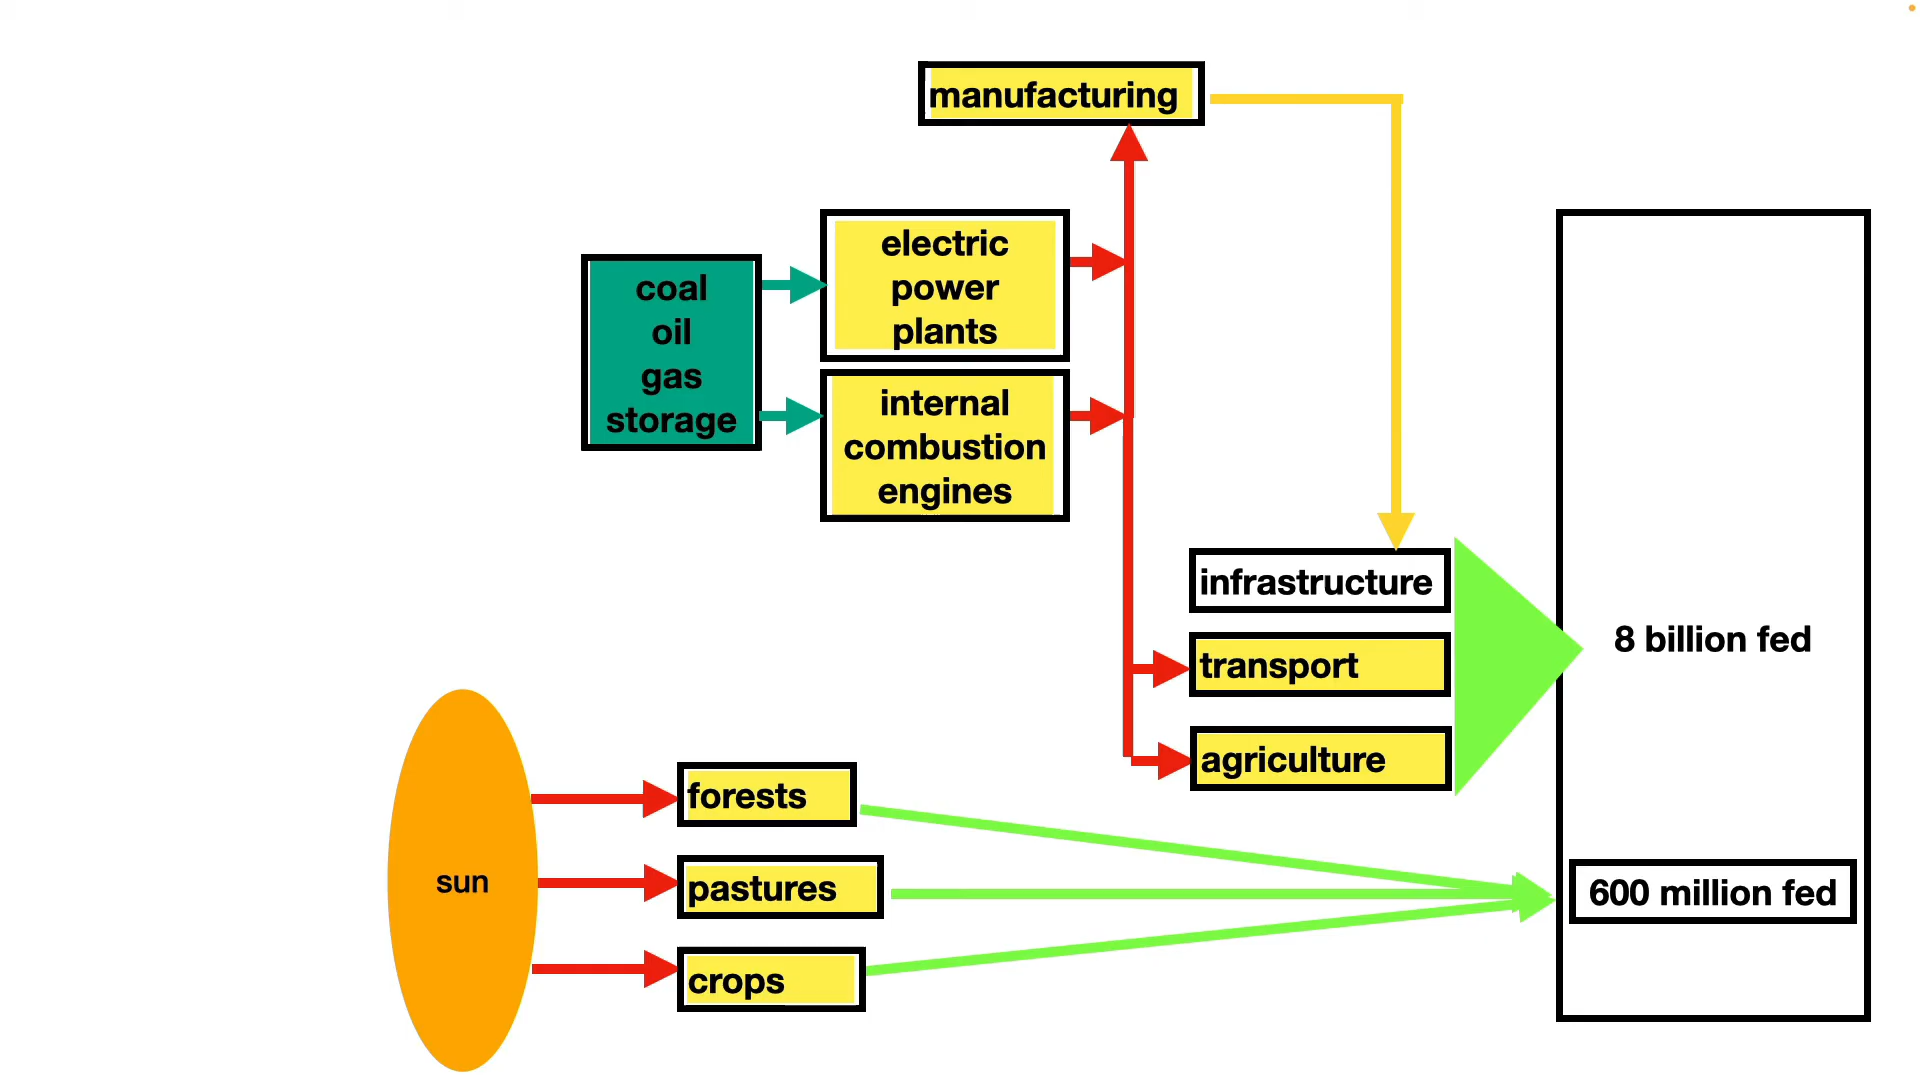 manufacturing
electric
power
plants
coal
oil
gas
storage
internal
combustion
engines
infrastructure
transport
agriculture
8 billion fed
sun
forests
pastures
crops
600 million fed